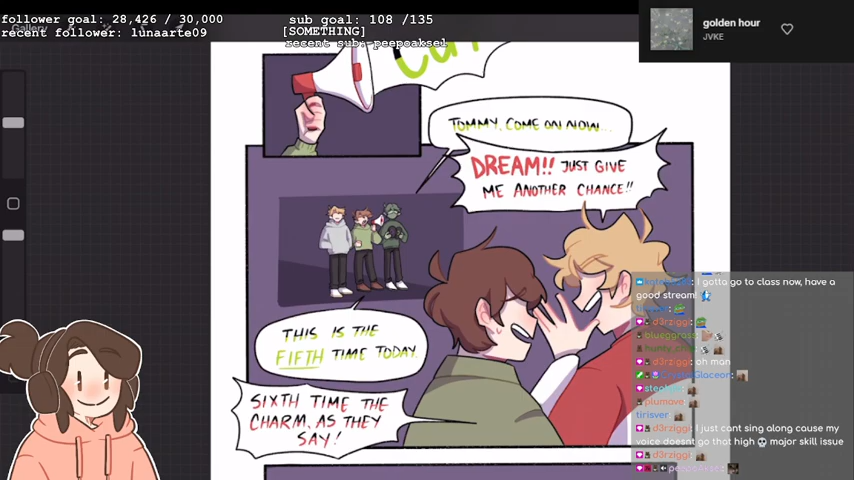 follower goal: 28,426 / 30,000
recent follower: lunaarte09
sub goal: 108 /135
[SOMETHING]
recent sub: peepoaksel
Gallery
golden hour
JVKE
TOMMY, COME ON NOW...
DREAM!! JUST GIVE
ME ANOTHER CHANCE!!
THIS IS THE
FIFTH TIME TODAY.
SIXTH TIME THE
CHARM, AS THEY
SAY!
I gotta go to class now, have a
good stream!
d3rziggi:
d3rziggi: oh man
plumave
tirisver
d3rziggi: I just cant sing along cause my
voice doesnt go that high 💀 major skill issue
d3rziggi: